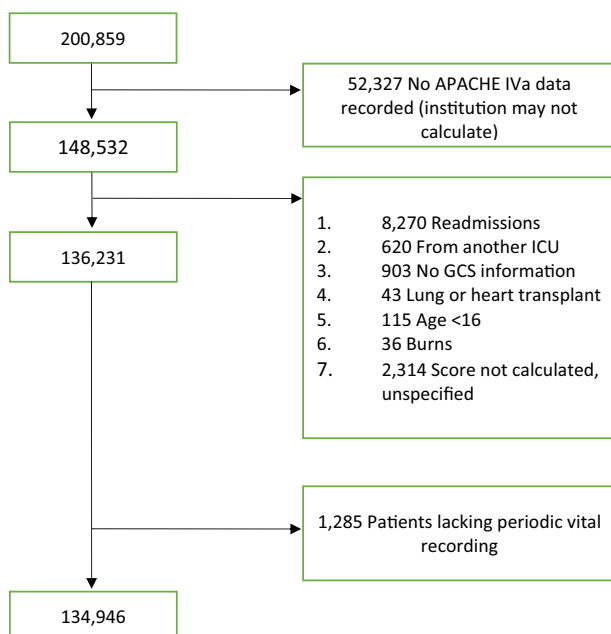 200,859
52,327 No APACHE IVa data
recorded (institution may not
calculate)
148,532
1. 8,270 Readmissions
2. 620 From another ICU
3. 903 No GCS information
4. 43 Lung or heart transplant
5. 115 Age <16
6. 36 Burns
7. 2,314 Score not calculated,
unspecified
136,231
1,285 Patients lacking periodic vital
recording
134,946